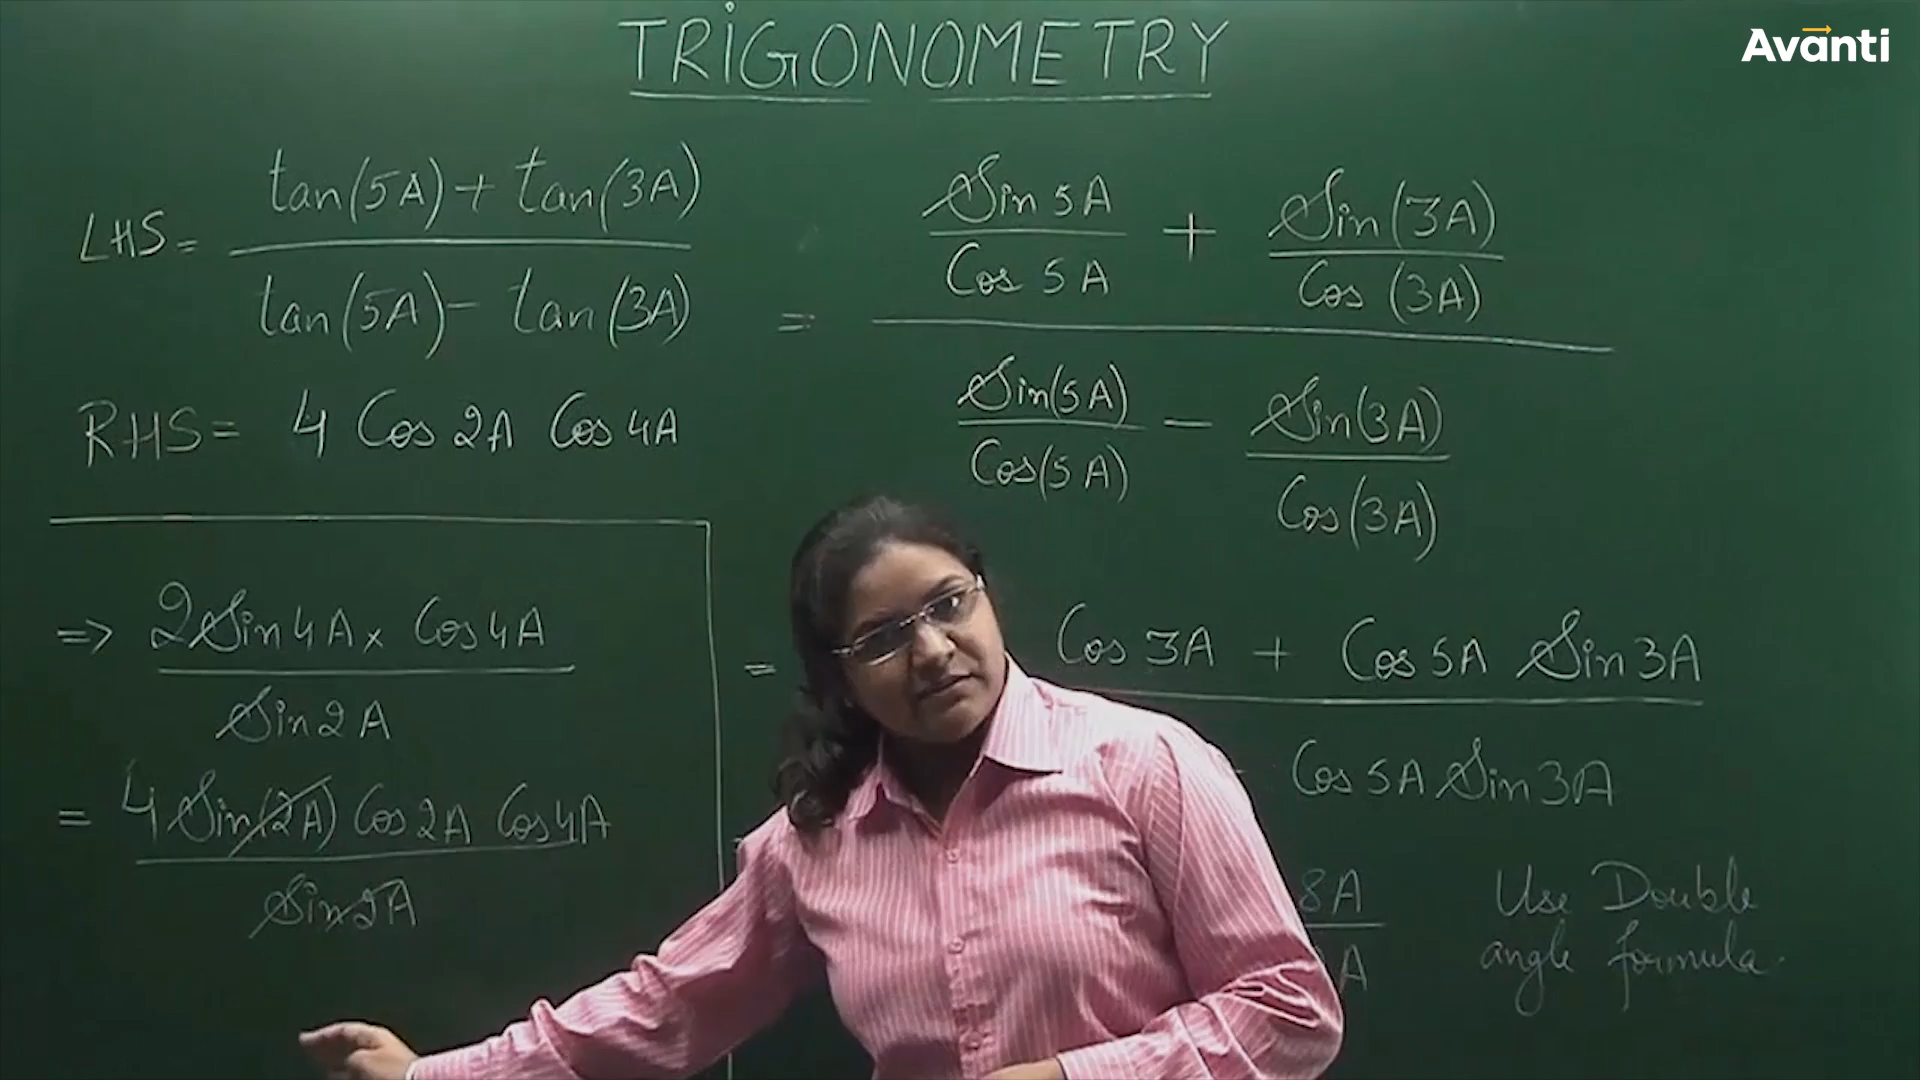 TRIGONOMETRY
Avanti
LHS = tan(5A) + tan(3A)
tan(5A) - tan(3A)
= Sin 5A + Sin (3A)
Cos 5A Cos (3A)
Sin(5A) - Sin(3A)
Cos(5A) Cos(3A)
RHS = 4 Cos 2A Cos 4A
=> 2 Sin 4A x Cos 4A
Sin 2A
= 4 Sin(2A) Cos 2A Cos 4A
Sin 2A
= Cos 3A + Cos 5A Sin 3A
Cos 5A Sin 3A
8A
A
Use Double
angle formula.